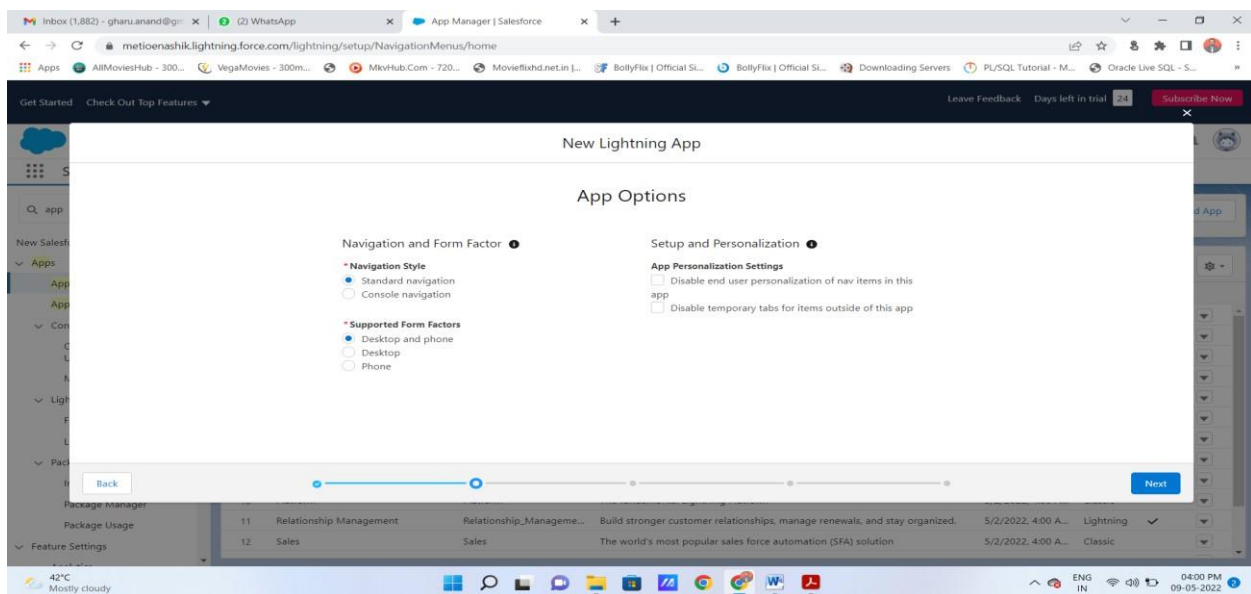 Inbox (1,882) - gharu.anand@gm
(2) WhatsApp
App Manager | Salesforce
metioenashik.lightning.force.com/lightning/setup/NavigationMenus/home
Apps AllMoviesHub - 300... VegaMovies - 300m... MkvHub.Com - 720... Movieflixhd.net.in |... BollyFlix | Official Si... BollyFlix | Official Si... Downloading Servers PL/SQL Tutorial - M... Oracle Live SQL - S...
Get Started Check Out Top Features Leave Feedback Days left in trial 24 Subscribe Now
New Lightning App
App Options
app
d App
New Salesf
Apps
App
App
Con
Ligh
Pack
Navigation and Form Factor
*Navigation Style
Standard navigation
Console navigation
*Supported Form Factors
Desktop and phone
Desktop
Phone
Setup and Personalization
App Personalization Settings
Disable end user personalization of nav items in this
app
Disable temporary tabs for items outside of this app
Back Next
Package Manager
Package Usage
Feature Settings
11 Relationship Management Relationship_Manageme... Build stronger customer relationships, manage renewals, and stay organized. 5/2/2022, 4:00 A... Lightning
12 Sales Sales The world's most popular sales force automation (SFA) solution 5/2/2022, 4:00 A... Classic
42°C
Mostly cloudy
ENG
IN
04:00 PM
09-05-2022
2